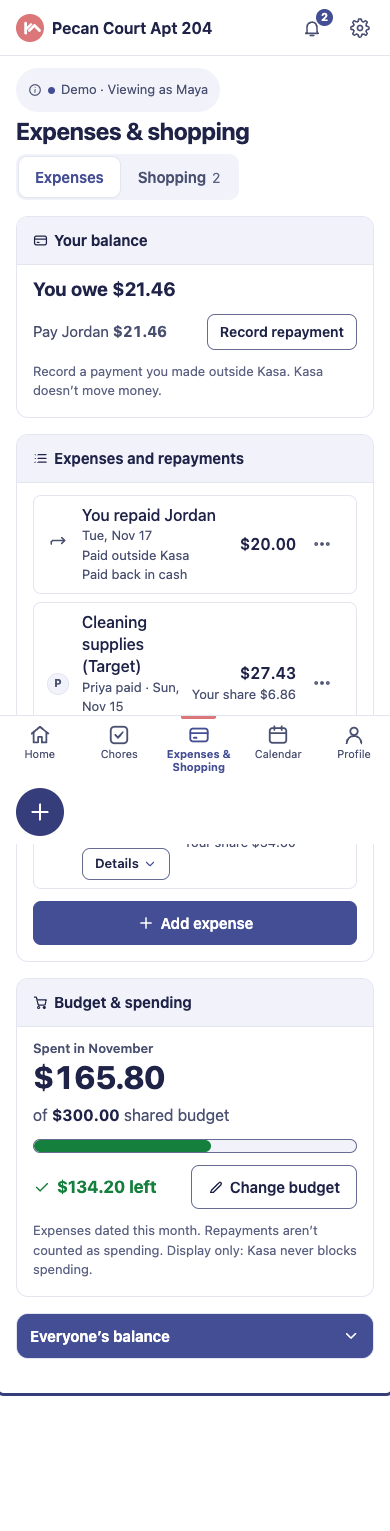 Pecan Court Apt 204
2
Demo · Viewing as Maya
Expenses & shopping
Expenses
Shopping 2
Your balance
You owe $21.46
Pay Jordan $21.46
Record repayment
Record a payment you made outside Kasa. Kasa
doesn’t move money.
Expenses and repayments
You repaid Jordan
Tue, Nov 17
Paid outside Kasa
Paid back in cash
$20.00
Cleaning
supplies
(Target)
P
Priya paid · Sun,
Nov 15
$27.43
Your share $6.86
Home
Chores
Expenses &
Shopping
Calendar
Profile
Details
Add expense
Budget & spending
Spent in November
$165.80
of $300.00 shared budget
$134.20 left
Change budget
Expenses dated this month. Repayments aren’t
counted as spending. Display only: Kasa never blocks
spending.
Everyone’s balance